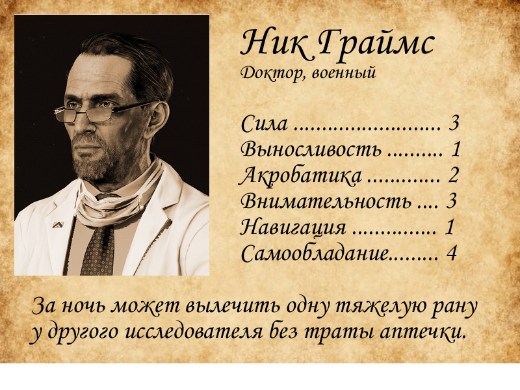 Ник Граймс
Доктор, военный
Сила ........................... 3
Выносливость .......... 1
Акробатика ............. 2
Внимательность .... 3
Навигация ............... 1
Самообладание......... 4
За ночь может вылечить одну тяжелую рану
у другого исследователя без траты аптечки.